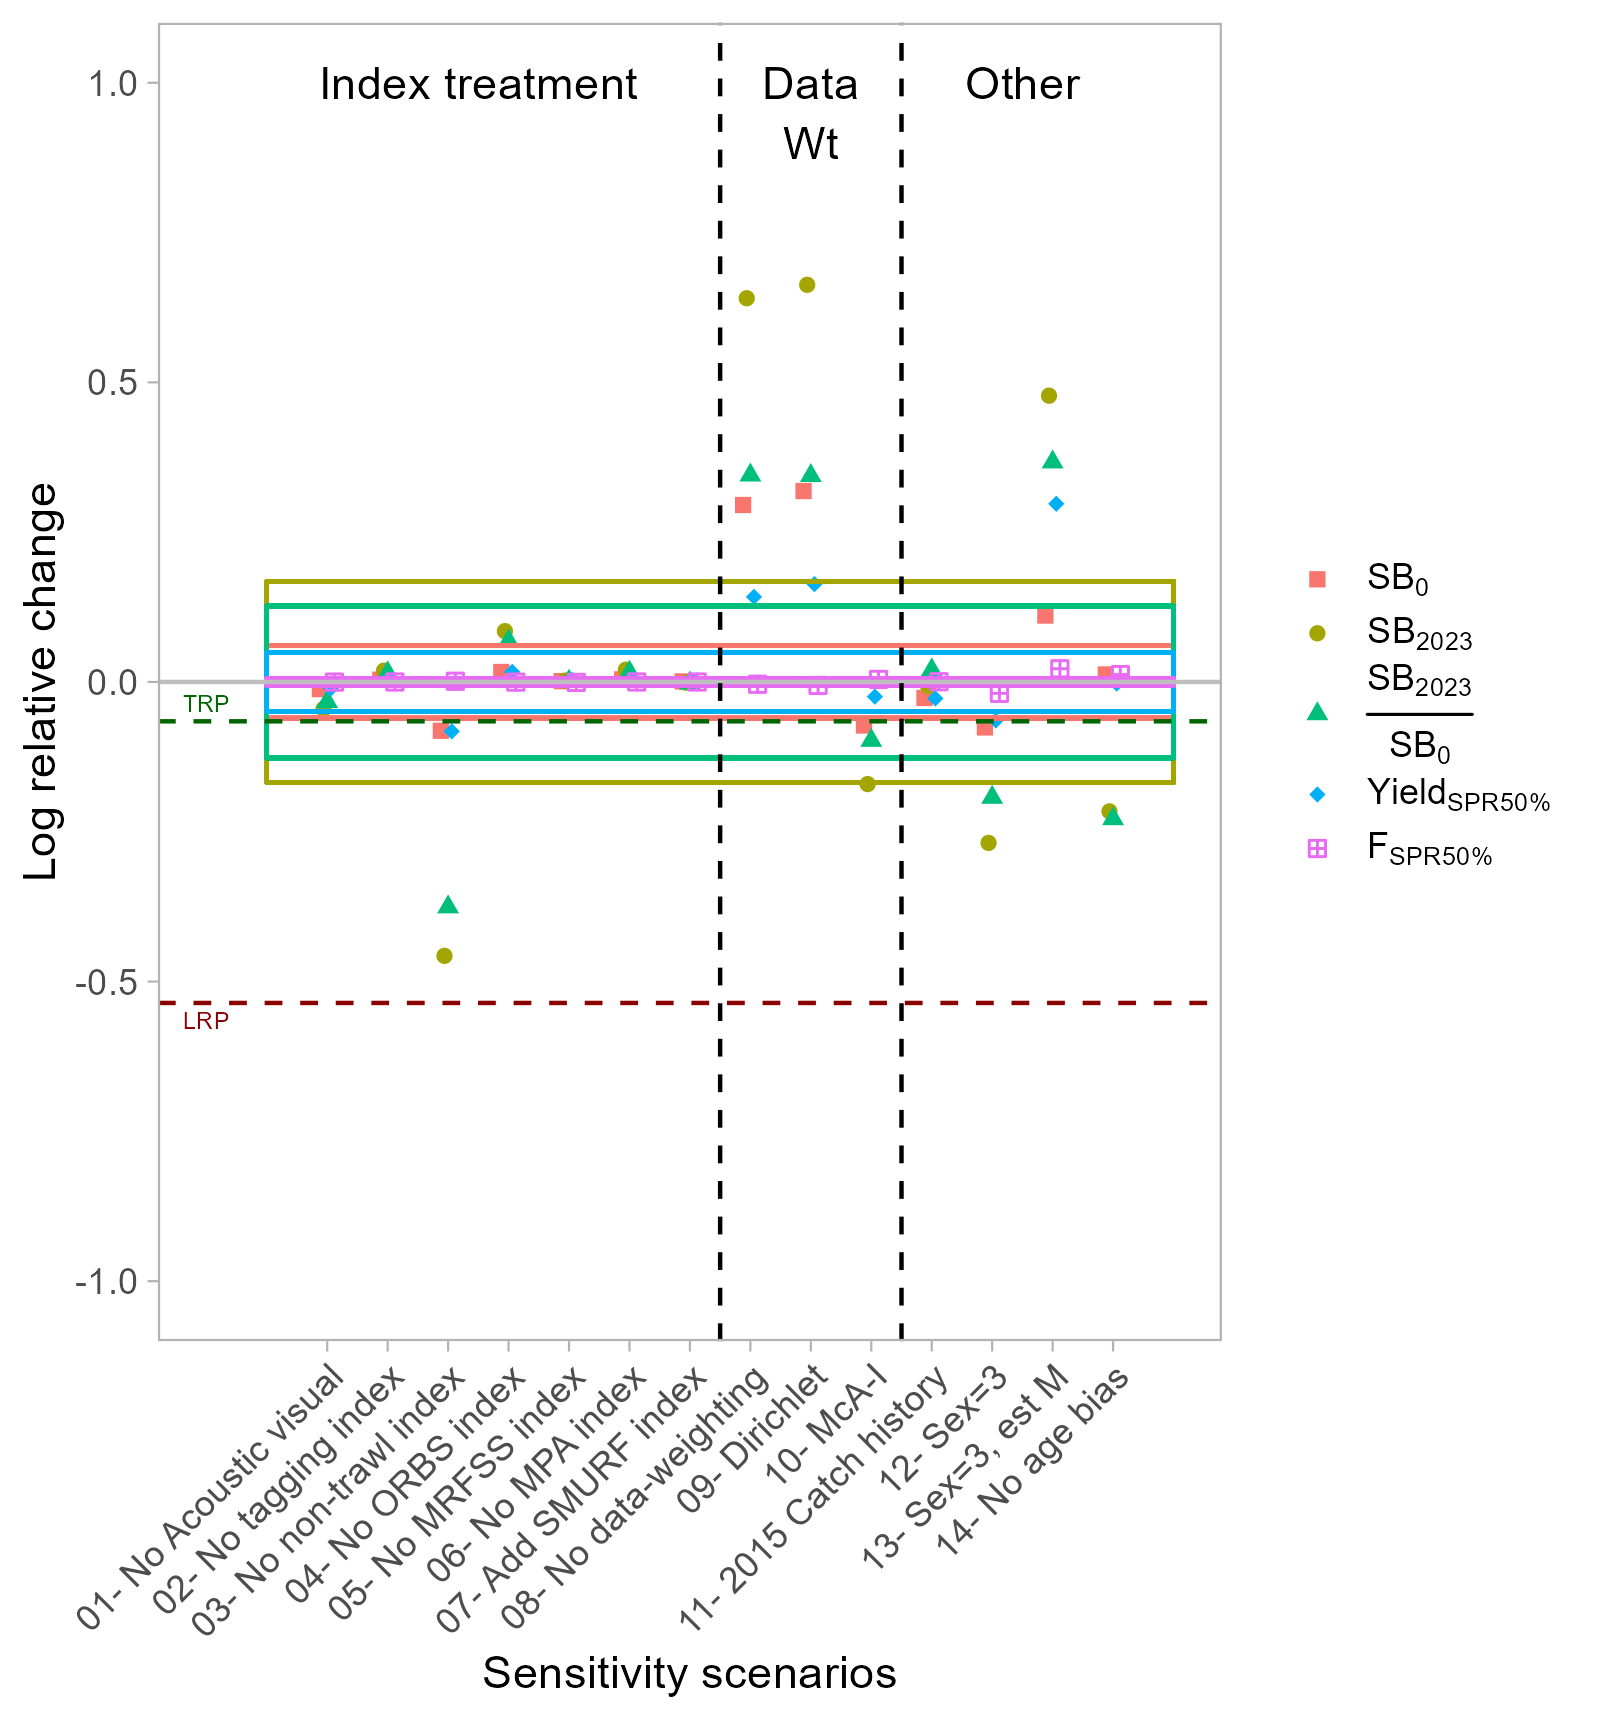 Index treatment
Data
Wt
Other
1.0
0.5
0.0
-0.5
-1.0
Log relative change
TRP
LRP
SB0
SB2023
SB2023
SB0
YieldSPR50%
FSPR50%
01- No Acoustic visual
02- No tagging index
03- No non-trawl index
04- No ORBS index
05- No MRFSS index
06- No MPA index
07- Add SMURF index
08- No data-weighting
09- Dirichlet
10- McA-I
11- 2015 Catch history
12- Sex=3
13- Sex=3, est M
14- No age bias
Sensitivity scenarios